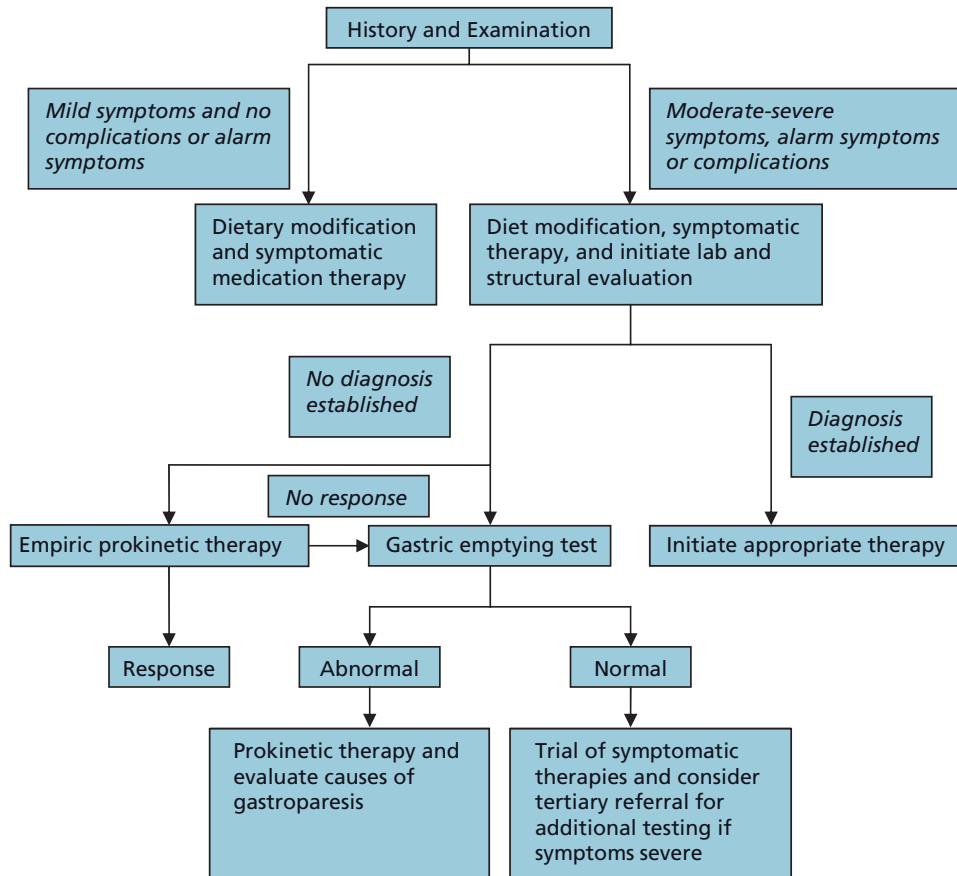 History and Examination
Mild symptoms and no
complications or alarm
symptoms
Moderate-severe
symptoms, alarm symptoms
or complications
Dietary modification
and symptomatic
medication therapy
Diet modification, symptomatic
therapy, and initiate lab and
structural evaluation
No diagnosis
established
Diagnosis
established
No response
Empiric prokinetic therapy
Gastric emptying test
Initiate appropriate therapy
Response
Abnormal
Normal
Prokinetic therapy and
evaluate causes of
gastroparesis
Trial of symptomatic
therapies and consider
tertiary referral for
additional testing if
symptoms severe